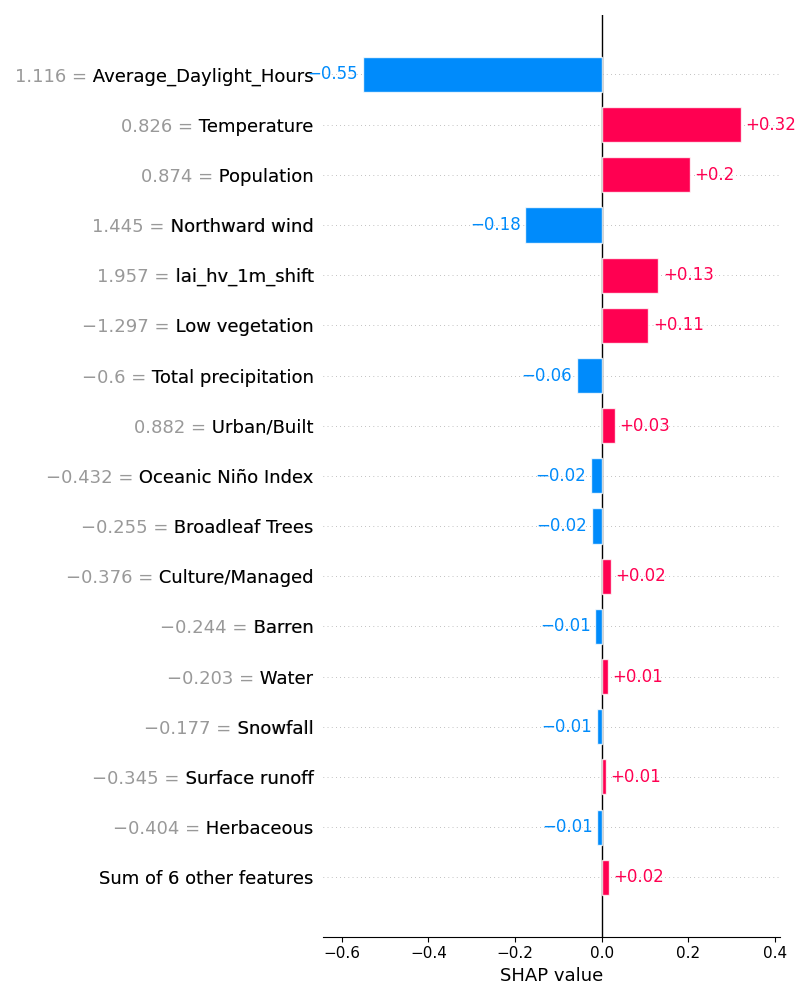 1.116 = Average_Daylight_Hours −0.55
0.826 = Temperature +0.32
0.874 = Population +0.2
1.445 = Northward wind −0.18
1.957 = lai_hv_1m_shift +0.13
−1.297 = Low vegetation +0.11
−0.6 = Total precipitation −0.06
0.882 = Urban/Built +0.03
−0.432 = Oceanic Niño Index −0.02
−0.255 = Broadleaf Trees −0.02
−0.376 = Culture/Managed +0.02
−0.244 = Barren −0.01
−0.203 = Water +0.01
−0.177 = Snowfall −0.01
−0.345 = Surface runoff +0.01
−0.404 = Herbaceous −0.01
Sum of 6 other features +0.02
−0.6 −0.4 −0.2 0.0 0.2 0.4
SHAP value